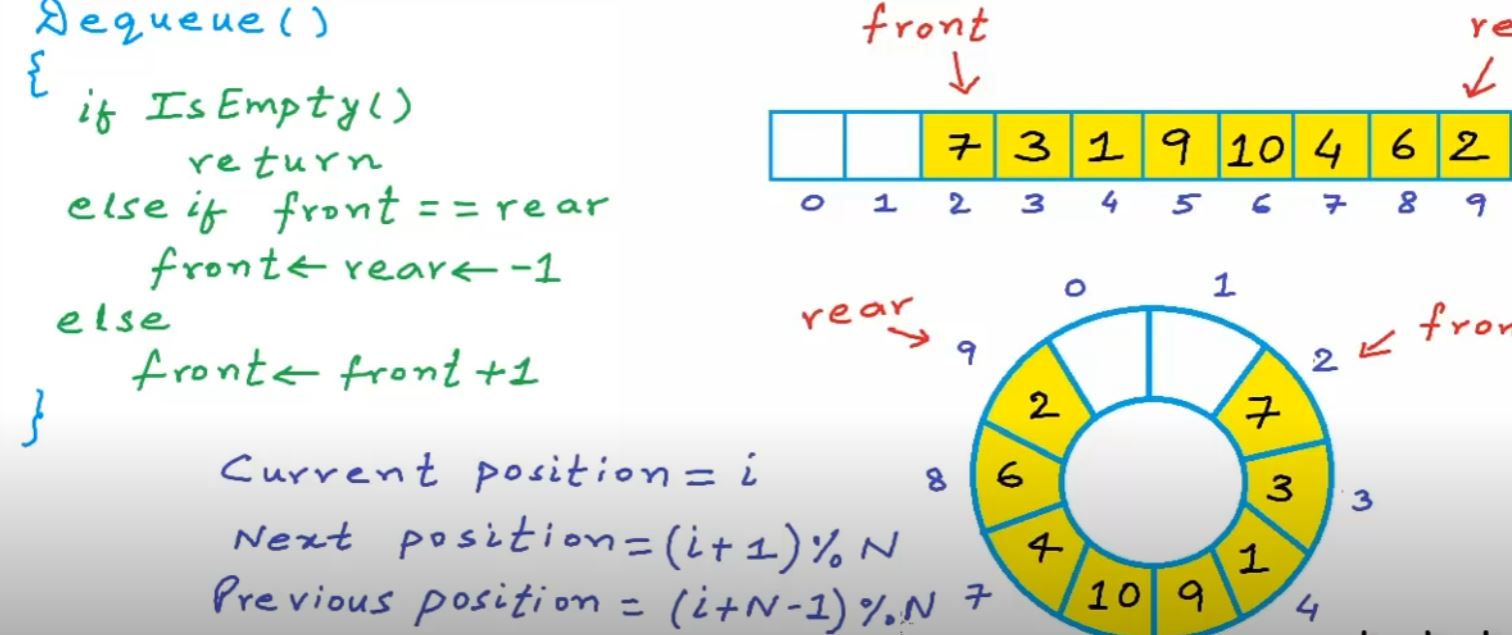 Dequeue()
{
if IsEmpty()
return
else if front == rear
front ← rear ← -1
else
front ← front +1
}
Current position = i
Next position = (i+1)%N
Previous position = (i+N-1)%N
front
re
7 3 1 9 10 4 6 2
0 1 2 3 4 5 6 7 8 9
rear
fron
0 1 2 3 4 7 8 9
7 3 1 9 10 4 6 2